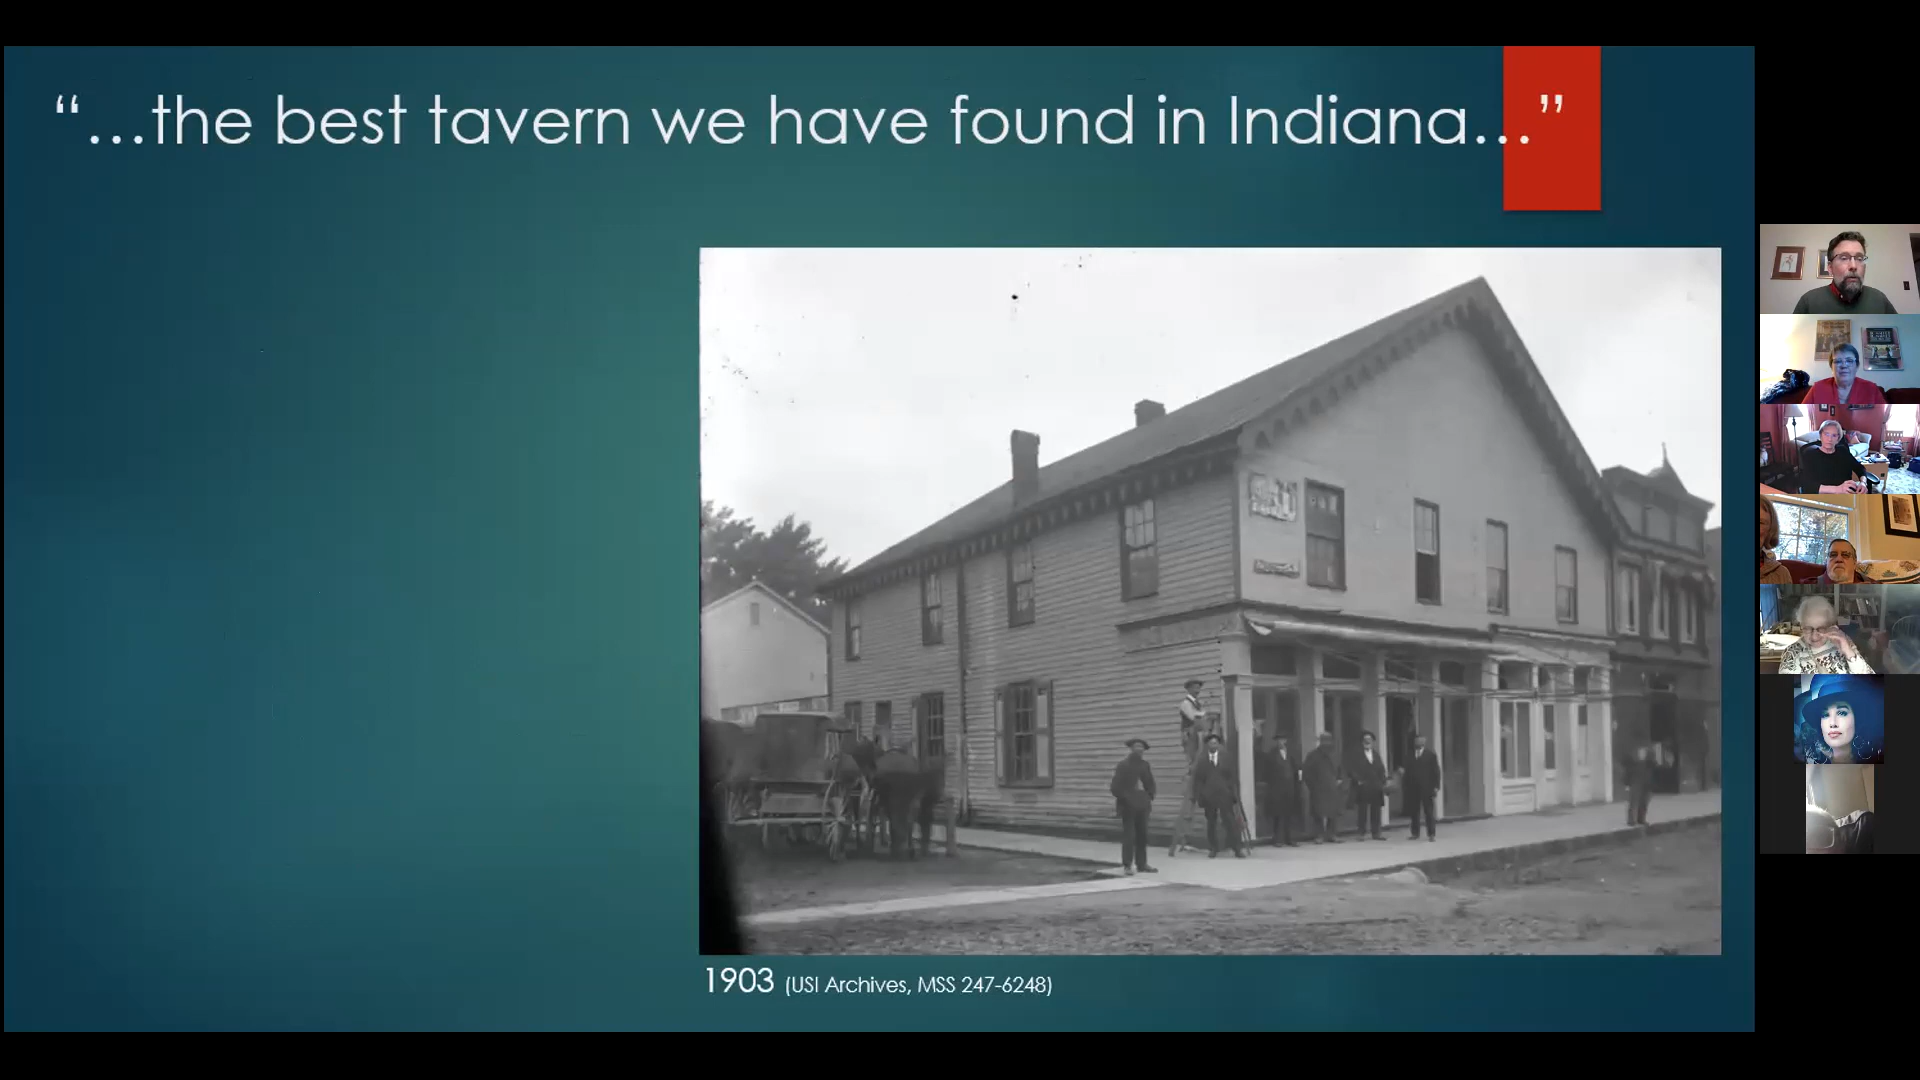 “…the best tavern we have found in Indiana…”
1903 (USI Archives, MSS 247-6248)